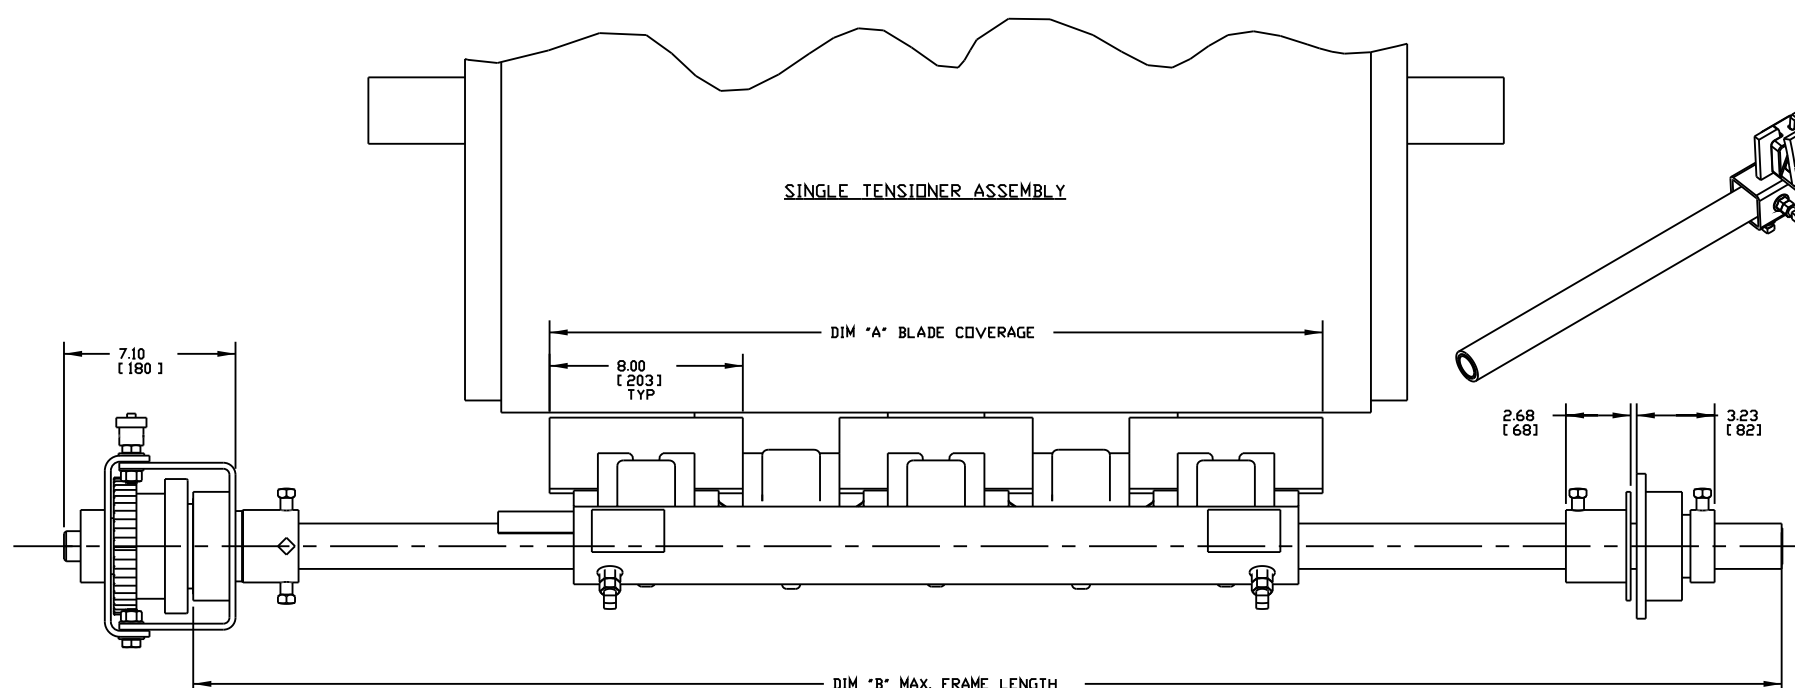 SINGLE TENSIONER ASSEMBLY
DIM "A" BLADE COVERAGE
7.10
[ 180 ]
8.00
[ 203 ]
TYP
2.68
[ 68]
3.23
[ 82]
DIM "B" MAX. FRAME LENGTH